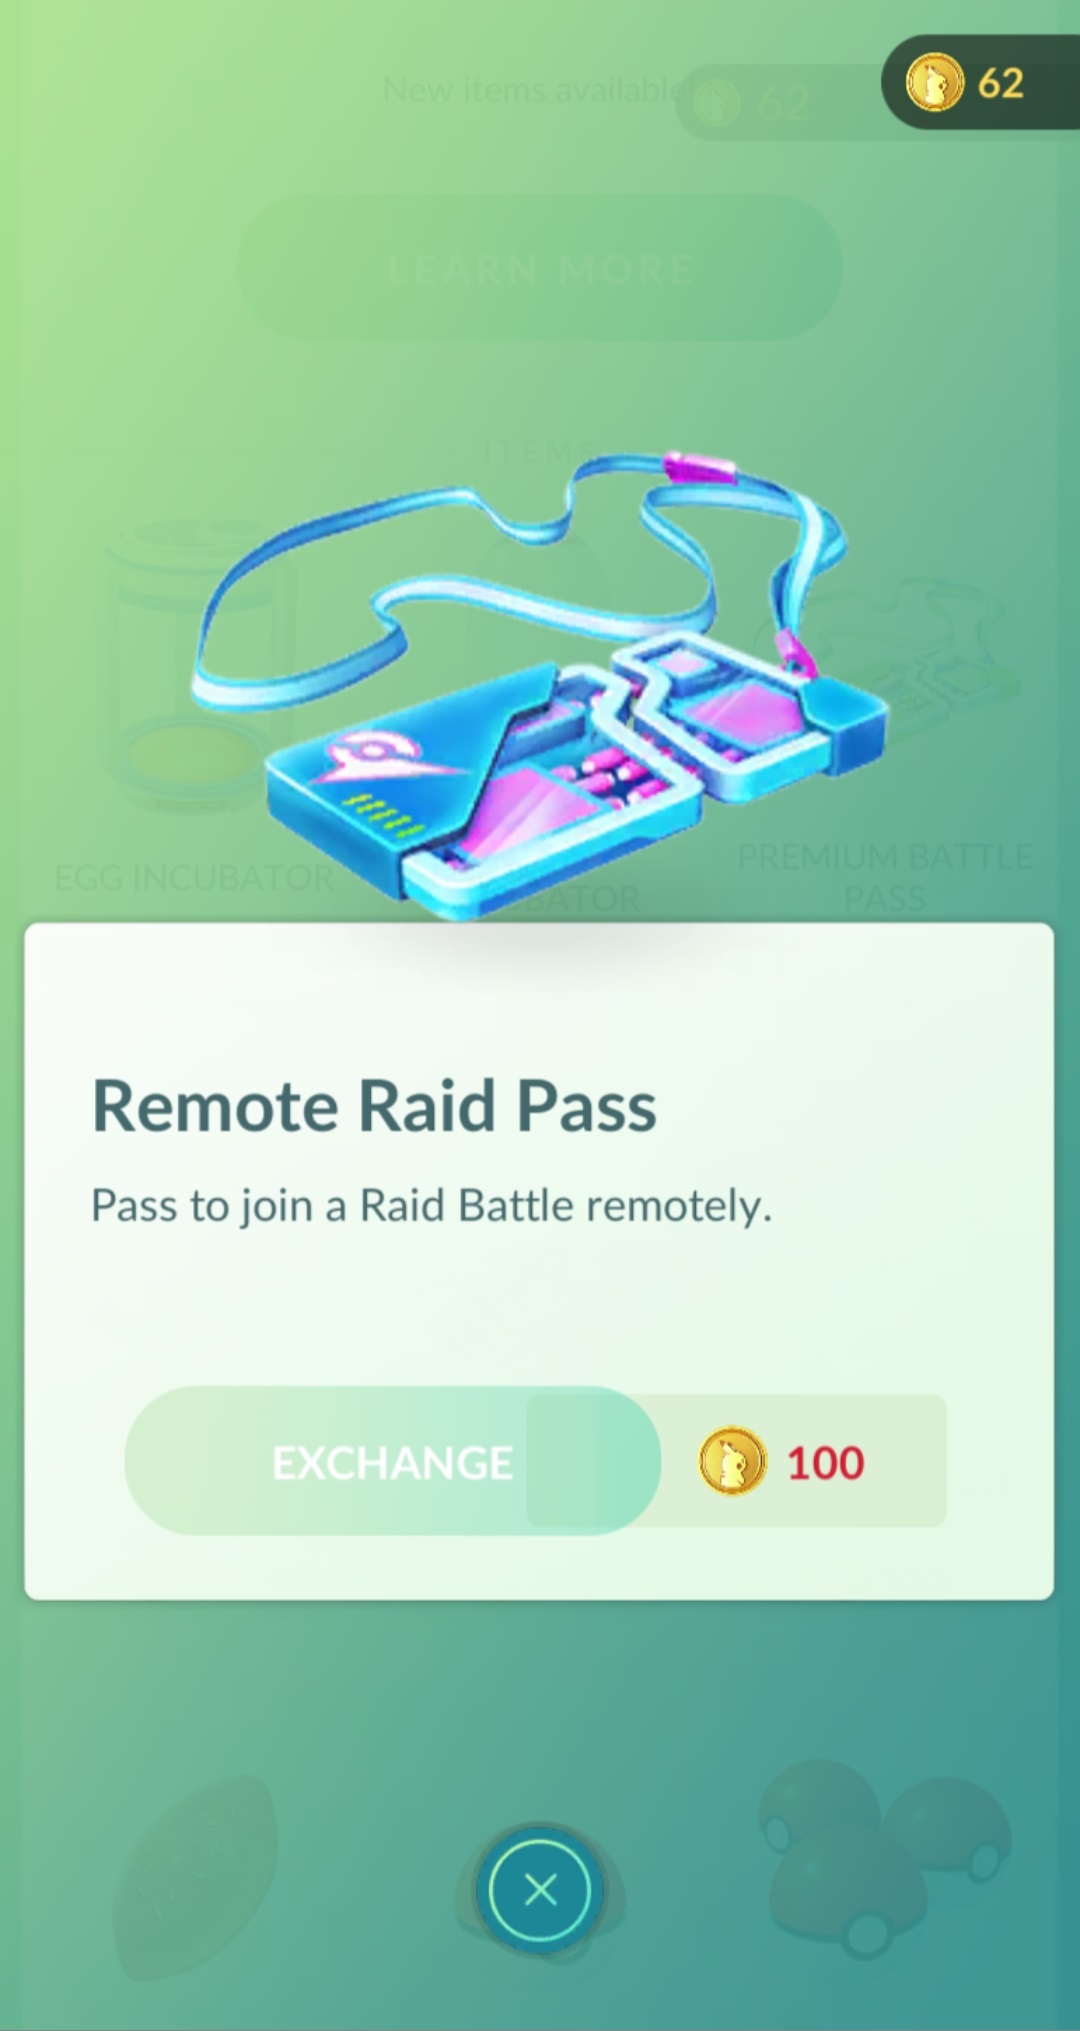 62
New items available
62
LEARN MORE
ITEMS
EGG INCUBATOR
BATOR
PREMIUM BATTLE
PASS
Remote Raid Pass
Pass to join a Raid Battle remotely.
EXCHANGE
100